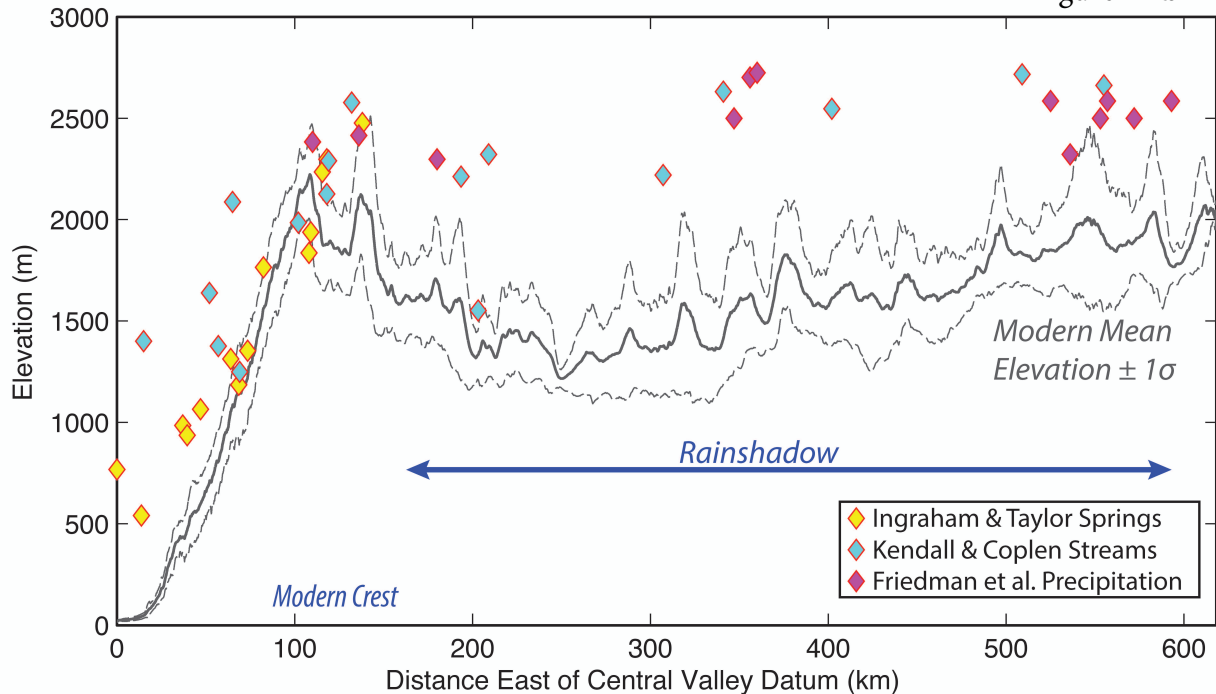 3000
2500
2000
1500
1000
500
0
Elevation (m)
Modern Mean
Elevation ± 1σ
Rainshadow
Ingraham & Taylor Springs
Kendall & Coplen Streams
Friedman et al. Precipitation
Modern Crest
0 100 200 300 400 500 600
Distance East of Central Valley Datum (km)